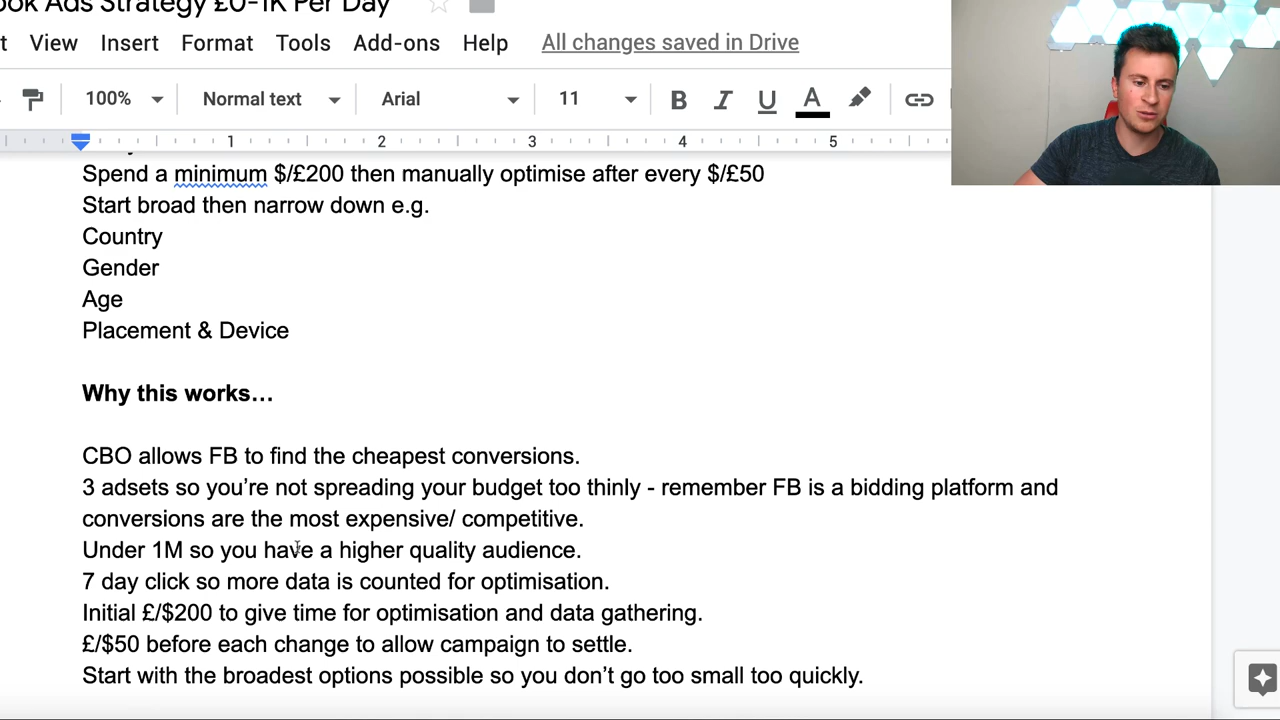 ook Ads Strategy £0-1K Per Day
t View Insert Format Tools Add-ons Help All changes saved in Drive
100% Normal text Arial 11 B I U A
1 2 3 4 5
Spend a minimum $/£200 then manually optimise after every $/£50
Start broad then narrow down e.g.
Country
Gender
Age
Placement & Device
Why this works…
CBO allows FB to find the cheapest conversions.
3 adsets so you’re not spreading your budget too thinly - remember FB is a bidding platform and
conversions are the most expensive/ competitive.
Under 1M so you have a higher quality audience.
7 day click so more data is counted for optimisation.
Initial £/$200 to give time for optimisation and data gathering.
£/$50 before each change to allow campaign to settle.
Start with the broadest options possible so you don’t go too small too quickly.